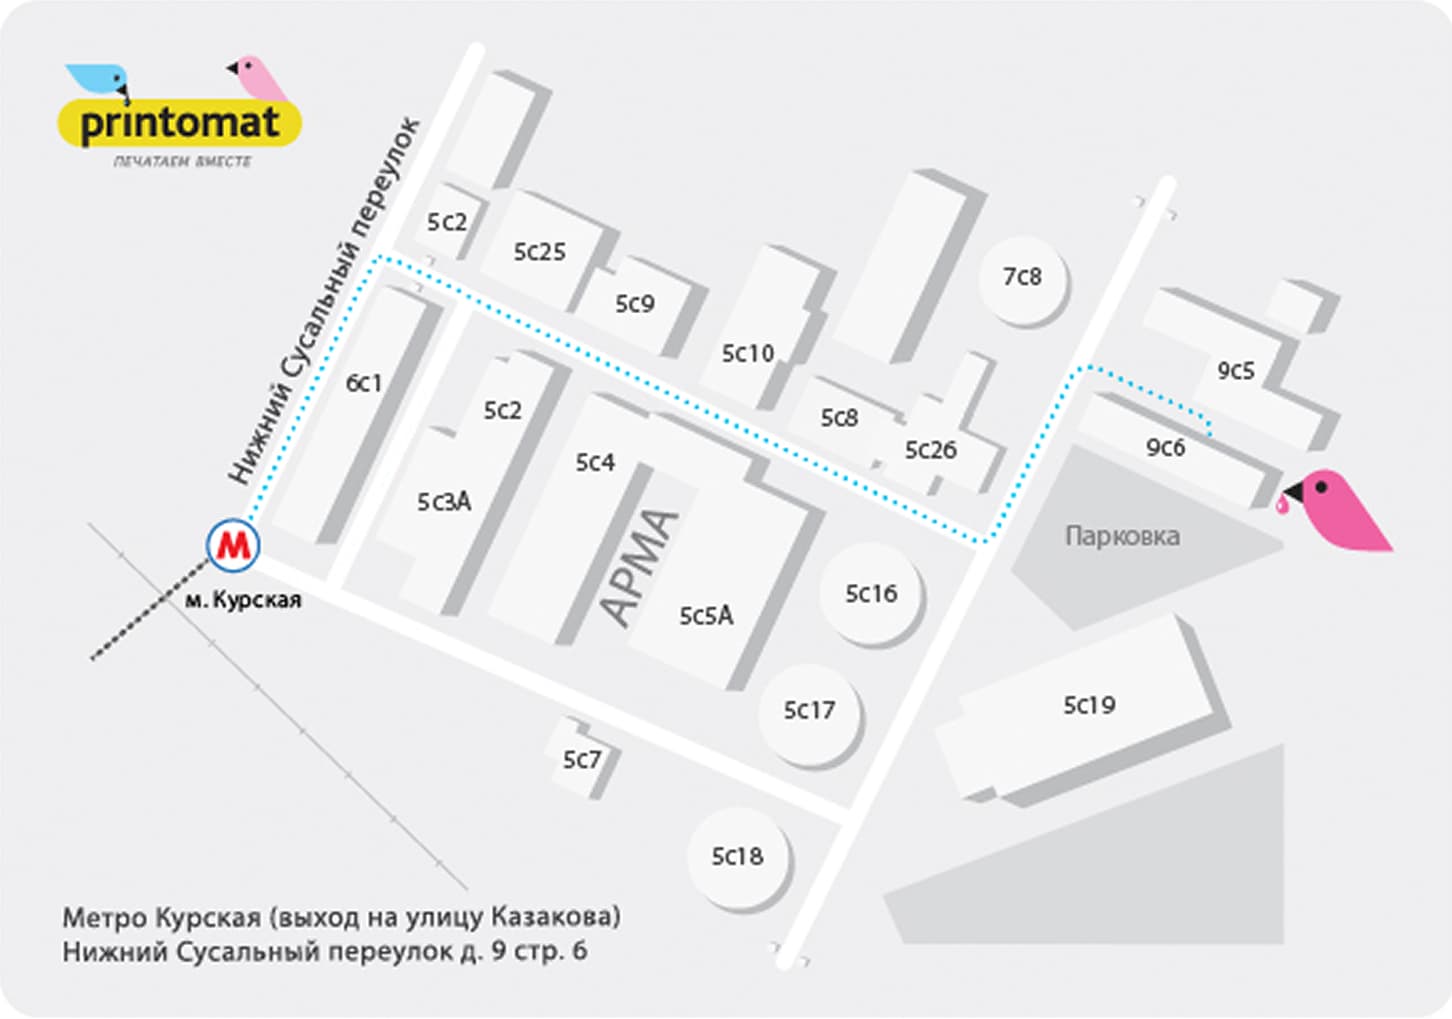 printomat
ПЕЧАТАЕМ ВМЕСТЕ
Нижний Сусальный переулок
5с2
5с25
5с9
7с8
5с10
9с5
6с1
5с2
5с8
5с26
9с6
5с4
5с3А
АРМА
Парковка
М
м. Курская
5с16
5с5А
5с17
5с19
5с7
5с18
Метро Курская (выход на улицу Казакова)
Нижний Сусальный переулок д. 9 стр. 6